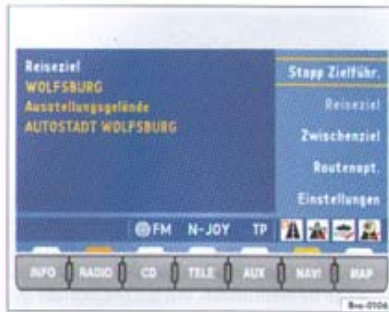 Reiseziel
WOLFSBURG
Ausstellungsgelände
AUTOSTADT WOLFSBURG
Stopp Zielführ.
Reiseziel
Zwischenziel
Routenopt.
Einstellungen
FM N-JOY TP
INFO RADIO CD TELE AUX NAVI MAP